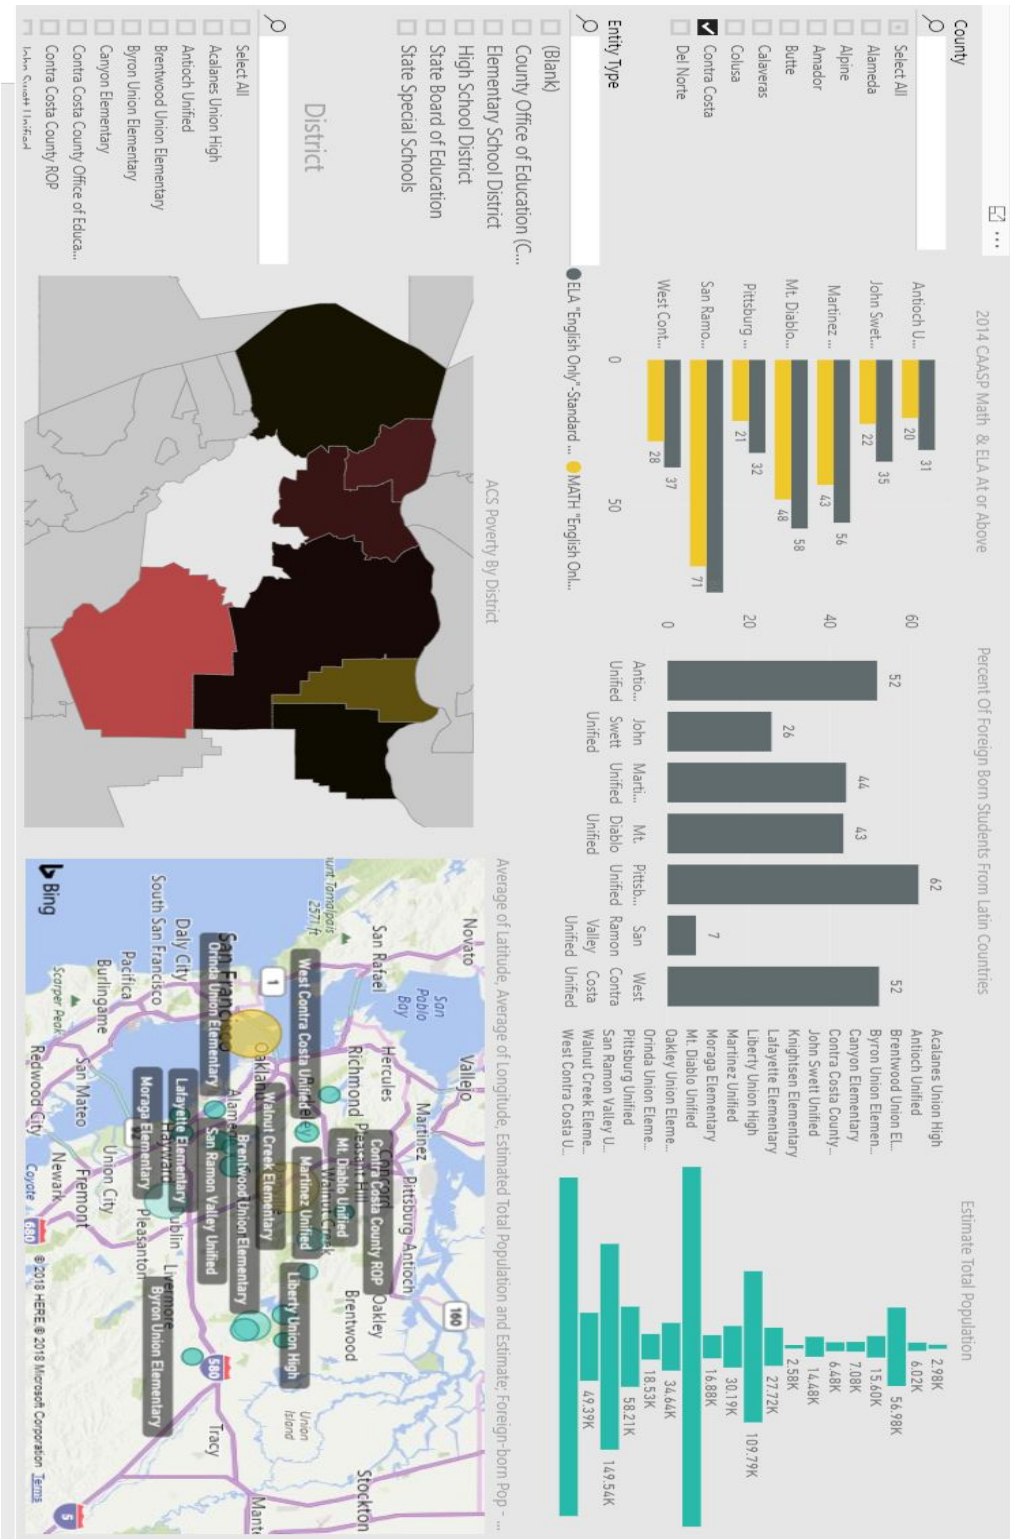 County
Select All
Alameda
Alpine
Amador
Butte
Calaveras
Colusa
Contra Costa
Del Norte
Entity Type
(Blank)
County Office of Education (C...
Elementary School District
High School District
State Board of Education
State Special Schools
District
Select All
Acalanes Union High
Antioch Unified
Brentwood Union Elementary
Byron Union Elementary
Canyon Elementary
Contra Costa County Office of Educa...
Contra Costa County ROP
John Swett Unified
2014 CAASP Math & ELA At or Above
Antioch U...
31
20
John Swet...
35
22
Martinez ...
56
43
Mt. Diablo...
58
48
Pittsburg ...
32
21
San Ramo...
71
West Cont...
37
28
0
50
ELA "English Only"-Standard ...
MATH "English Onl...
Percent Of Foreign Born Students From Latin Countries
60
40
20
0
52
26
44
43
62
7
52
Antio...
Unified
John
Swett
Unified
Marti...
Unified
Mt.
Diablo
Unified
Pittsb...
Unified
San
Ramon
Valley
Unified
West
Contra
Costa
Unified
Estimate Total Population
Acalanes Union High
2.98K
Antioch Unified
6.02K
Brentwood Union El...
56.98K
Byron Union Elemen...
15.60K
Canyon Elementary
7.08K
Contra Costa County...
6.48K
John Swett Unified
14.48K
Knightsen Elementary
2.58K
Lafayette Elementary
27.72K
Liberty Union High
109.79K
Martinez Unified
30.19K
Moraga Elementary
16.88K
Mt. Diablo Unified
Oakley Union Eleme...
34.64K
Orinda Union Eleme...
18.53K
Pittsburg Unified
58.21K
San Ramon Valley U...
149.54K
Walnut Creek Eleme...
49.39K
West Contra Costa U...
ACS Poverty By District
Average of Latitude, Average of Longitude, Estimated Total Population and Estimate; Foreign-born Pop - ...
Novato
Vallejo
160
Stockton
San Rafael
San
Pablo
Bay
Hercules
Martinez
Pittsburg
Antioch
Oakley
Richmond
Concord
Contra Costa County ROP
Brentwood
Mt. Diablo Unified
2571 ft
West Contra Costa Unified
Martinez Unified
Liberty Union High
Union
Island
1
Oakland
Walnut Creek Elementary
Brentwood Union Elementary
San Francisco
Orinda Union Elementary
San Ramon Valley Unified
580
Tracy
Daly City
Lafayette Elementary
Livermore
South San Francisco
Moraga Elementary
Pleasanton
Byron Union Elementary
Pacifica
Burlingame
Union City
San Mateo
Fremont
Scarper Peak
Newark
Redwood City
Coyote
680
5
Bing
© 2018 HERE, © 2018 Microsoft Corporation Terms